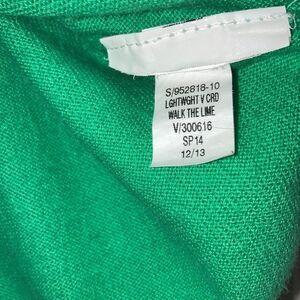 S/952818-10
LGHTWGHT V CRD
WALK THE LIME
V/300616
SP14
12/13